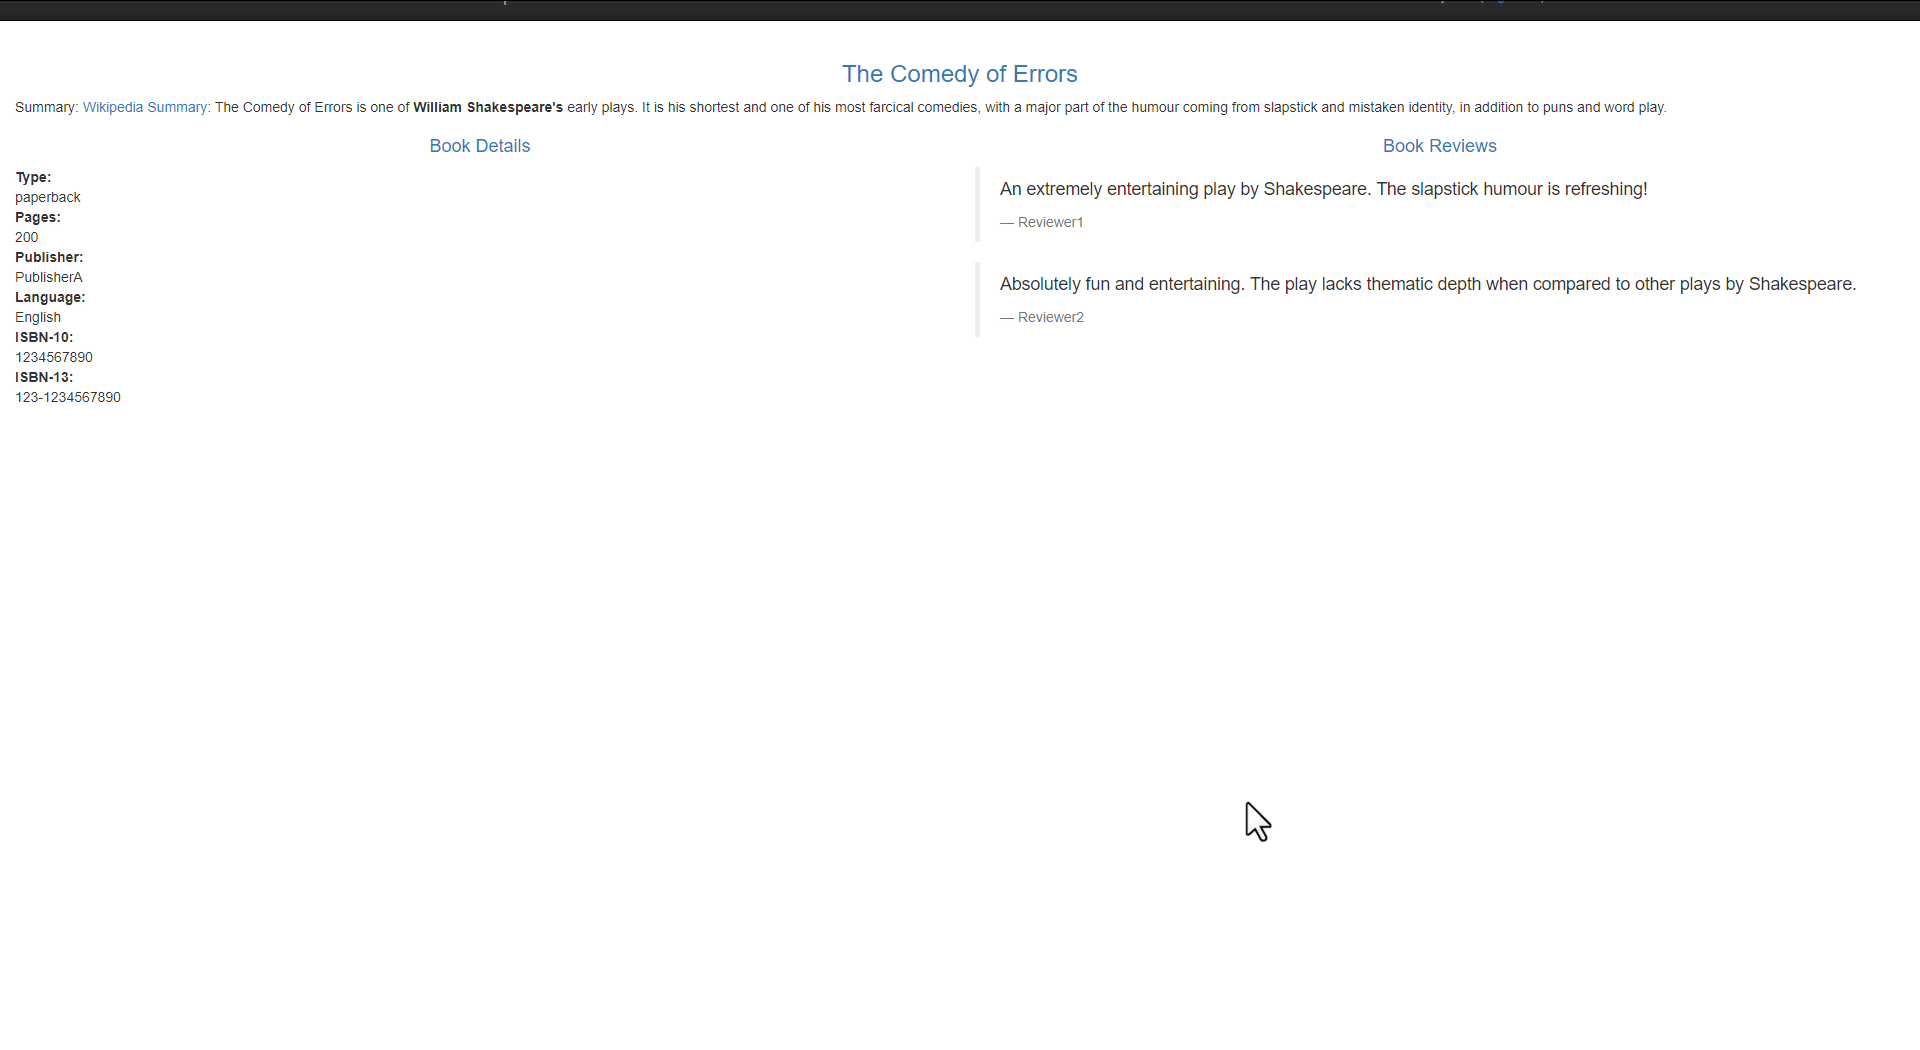 The Comedy of Errors
Summary: Wikipedia Summary: The Comedy of Errors is one of William Shakespeare's early plays. It is his shortest and one of his most farcical comedies, with a major part of the humour coming from slapstick and mistaken identity, in addition to puns and word play.
Book Details
Type:
paperback
Pages:
200
Publisher:
PublisherA
Language:
English
ISBN-10:
1234567890
ISBN-13:
123-1234567890
Book Reviews
An extremely entertaining play by Shakespeare. The slapstick humour is refreshing!
— Reviewer1
Absolutely fun and entertaining. The play lacks thematic depth when compared to other plays by Shakespeare.
— Reviewer2